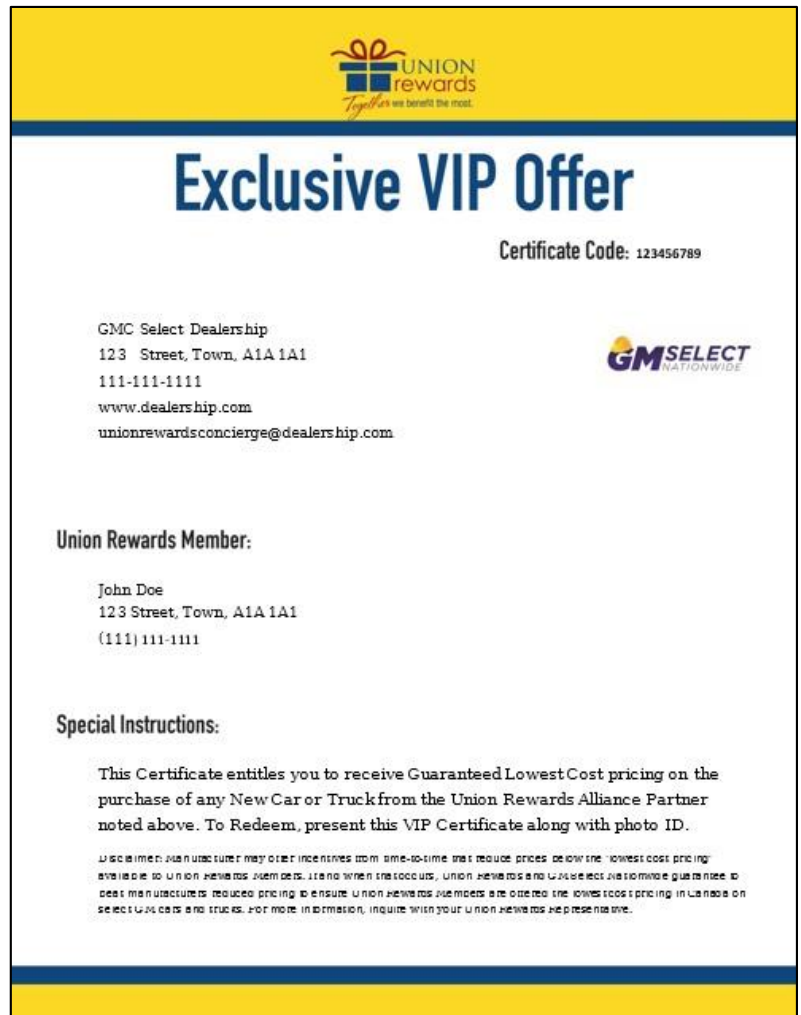 UNION
rewards
Together we benefit the most.
Exclusive VIP Offer
Certificate Code: 123456789
GMC Select Dealership
123 Street, Town, A1A 1A1
GMSELECT
NATIONWIDE
111-111-1111
www.dealership.com
unionrewardsconcierge@dealership.com
Union Rewards Member:
John Doe
123 Street, Town, A1A 1A1
(111) 111-1111
Special Instructions:
This Certificate entitles you to receive Guaranteed Lowest Cost pricing on the
purchase of any New Car or Truck from the Union Rewards Alliance Partner
noted above. To Redeem, present this VIP Certificate along with photo ID.
Disclaimer: Manufacturer may offer incentives from time-to-time that reduce prices below the "lowest cost pricing"
available to Union Rewards Members. If and when that occurs, Union Rewards and GM Select Nationwide guarantee to
beat manufacturers reduced pricing to ensure Union Rewards Members are offered the lowest cost pricing in Canada on
select GM cars and trucks. For more information, inquire with your Union Rewards Representative.